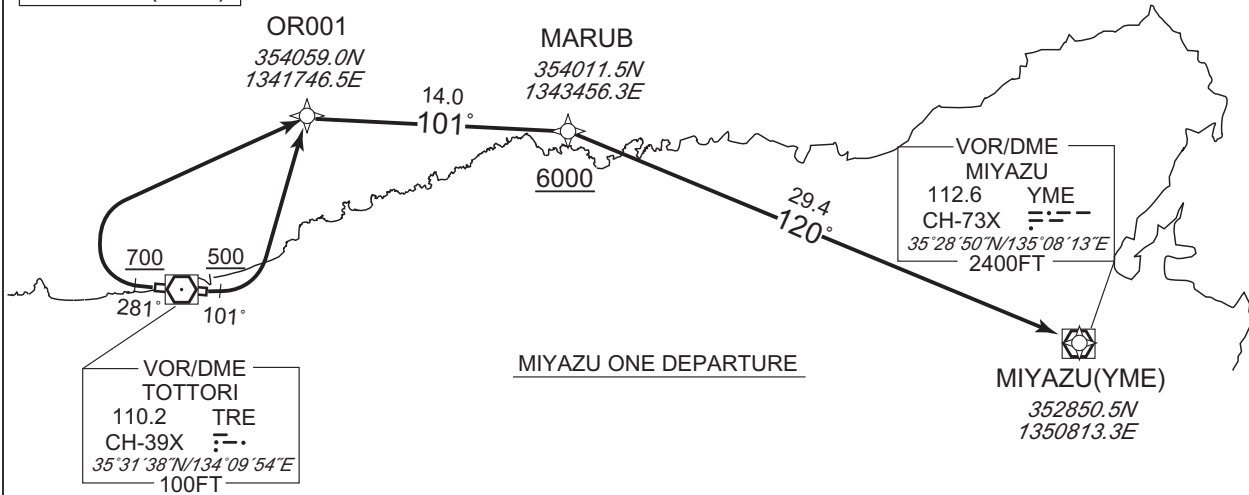 OR001
354059.0N
1341746.5E
MARUB
354011.5N
1343456.3E
14.0
101°
6000
29.4
120°
VOR/DME
MIYAZU
112.6 YME
CH-73X
35°28´50˝N/135°08´13˝E
2400FT
700
500
281°
101°
VOR/DME
TOTTORI
110.2 TRE
CH-39X
35°31´38˝N/134°09´54˝E
100FT
MIYAZU ONE DEPARTURE
MIYAZU(YME)
352850.5N
1350813.3E